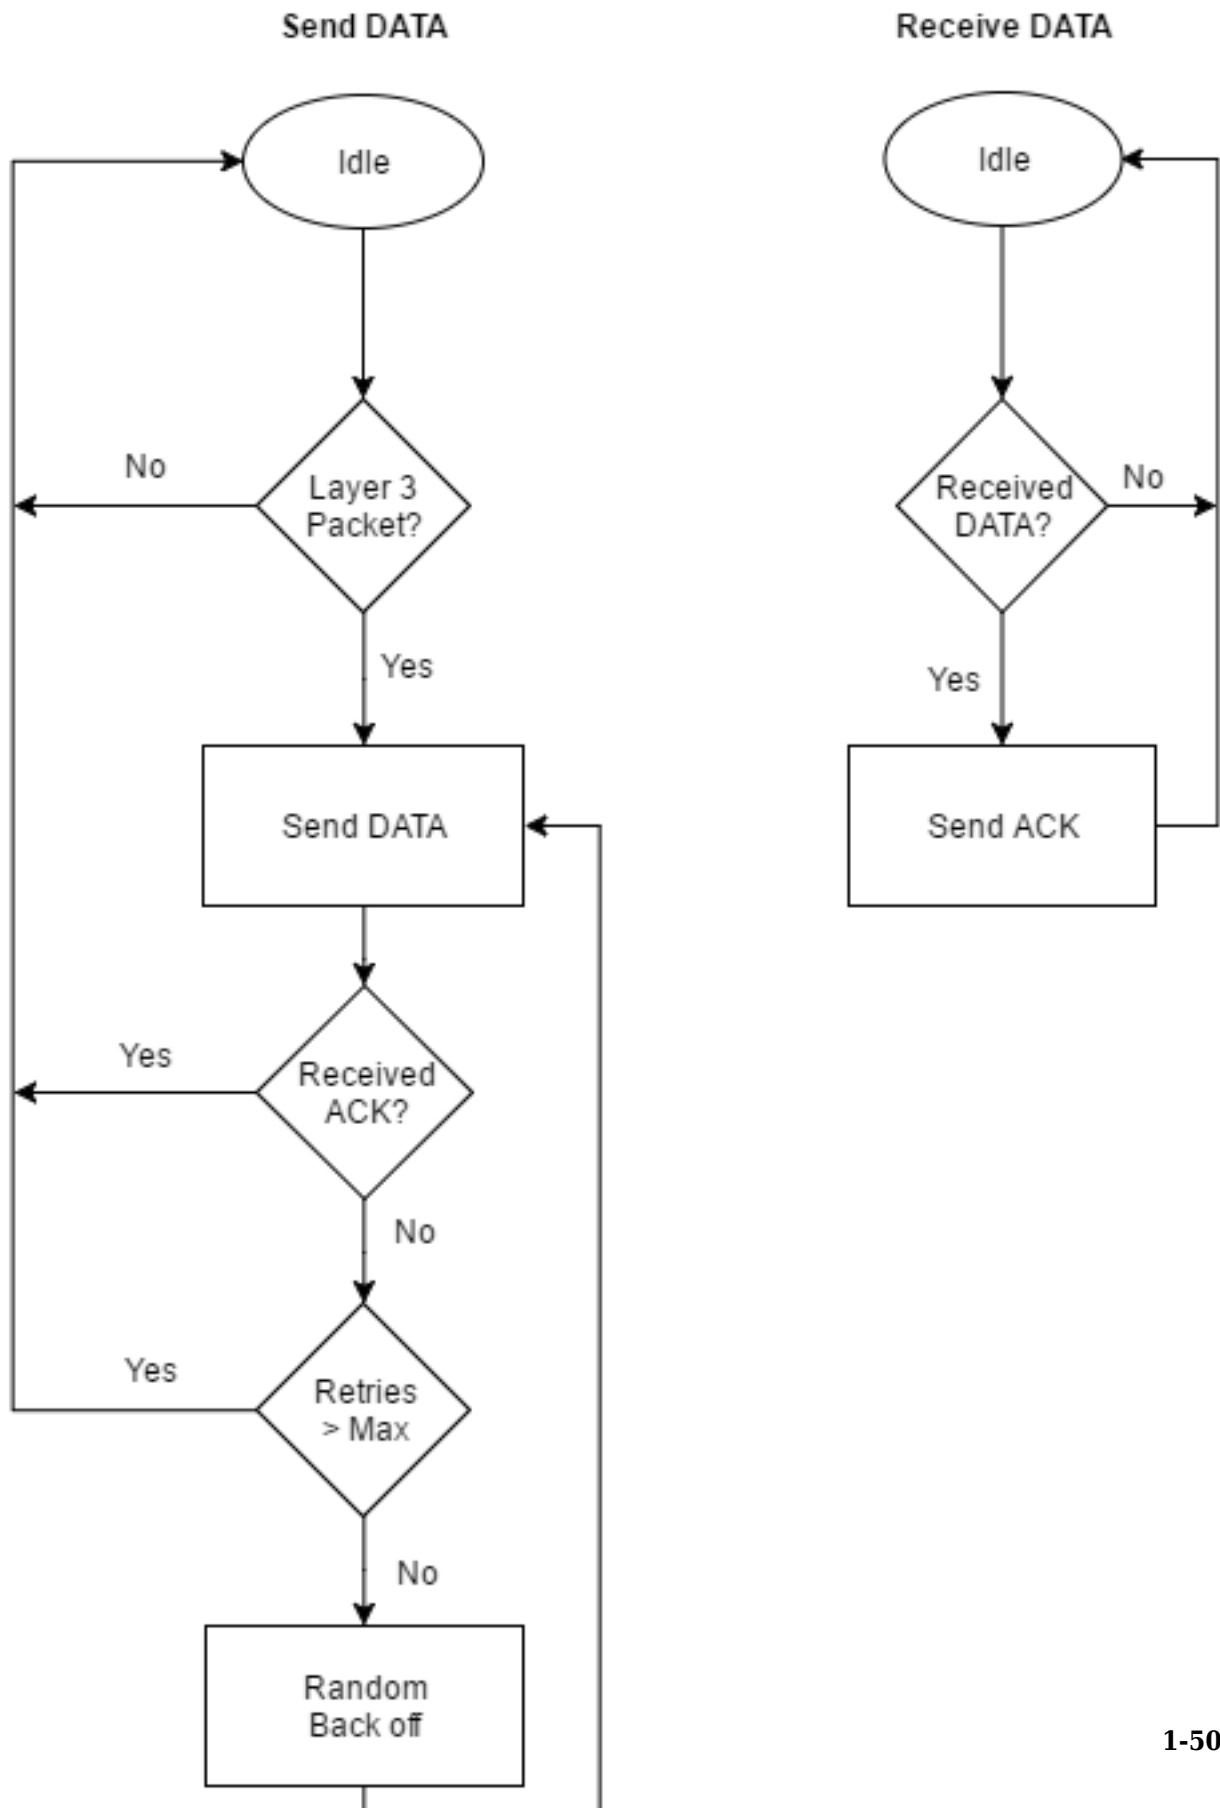 Send DATA
Idle
No
Layer 3
Packet?
Yes
Send DATA
Yes
Received
ACK?
No
Yes
Retries
> Max
No
Random
Back off
Receive DATA
Idle
Received
DATA?
No
Yes
Send ACK
1-50